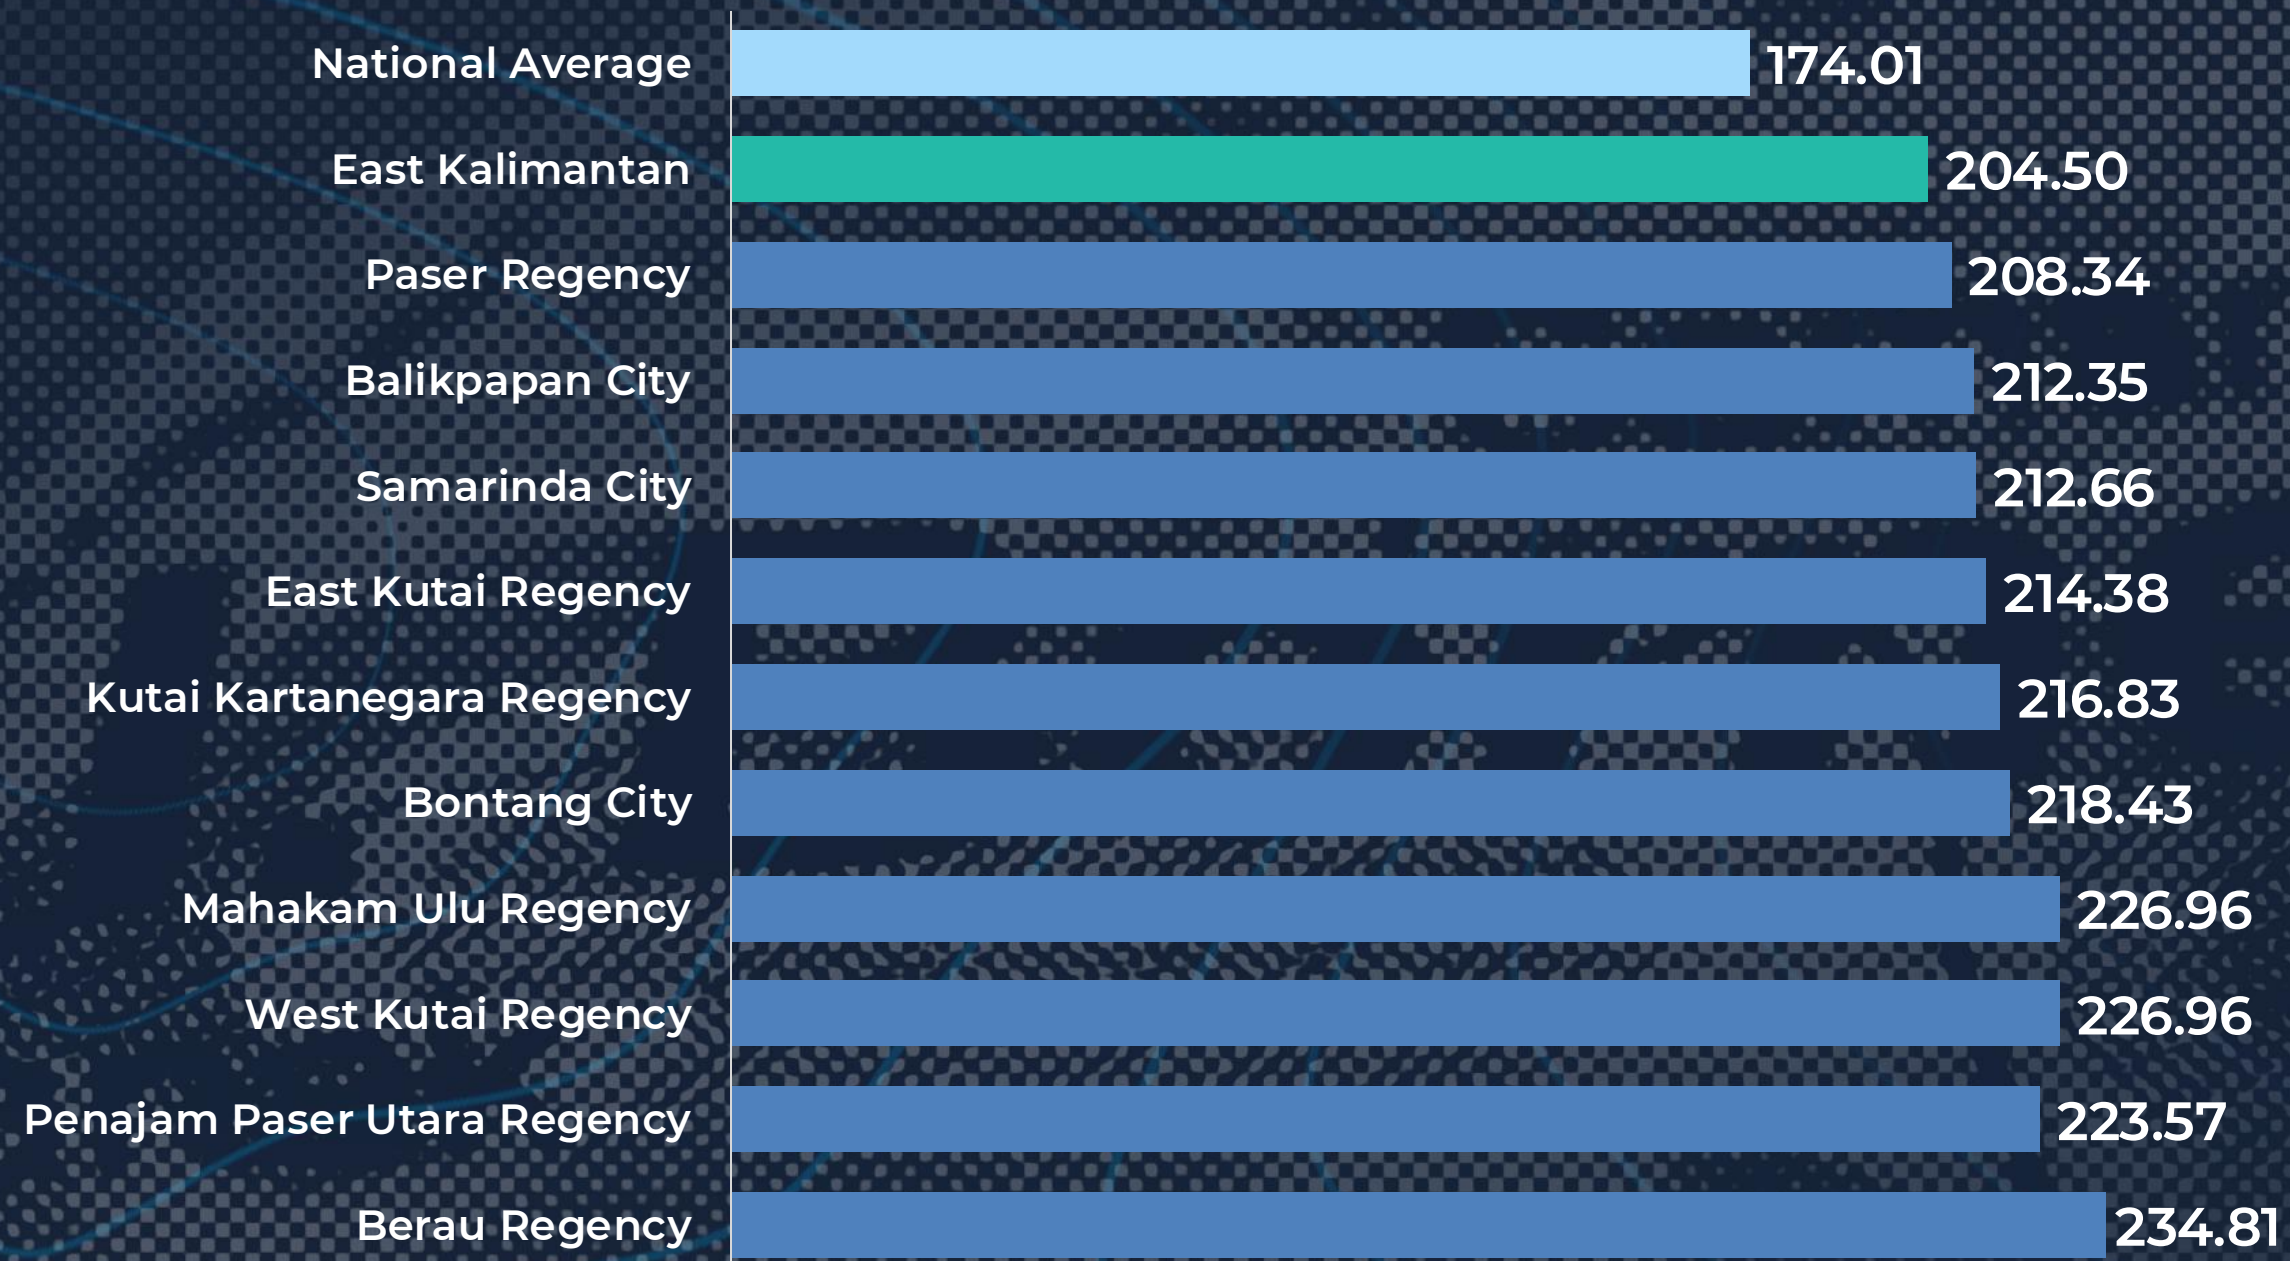 National Average 174.01
East Kalimantan 204.50
Paser Regency 208.34
Balikpapan City 212.35
Samarinda City 212.66
East Kutai Regency 214.38
Kutai Kartanegara Regency 216.83
Bontang City 218.43
Mahakam Ulu Regency 226.96
West Kutai Regency 226.96
Penajam Paser Utara Regency 223.57
Berau Regency 234.81